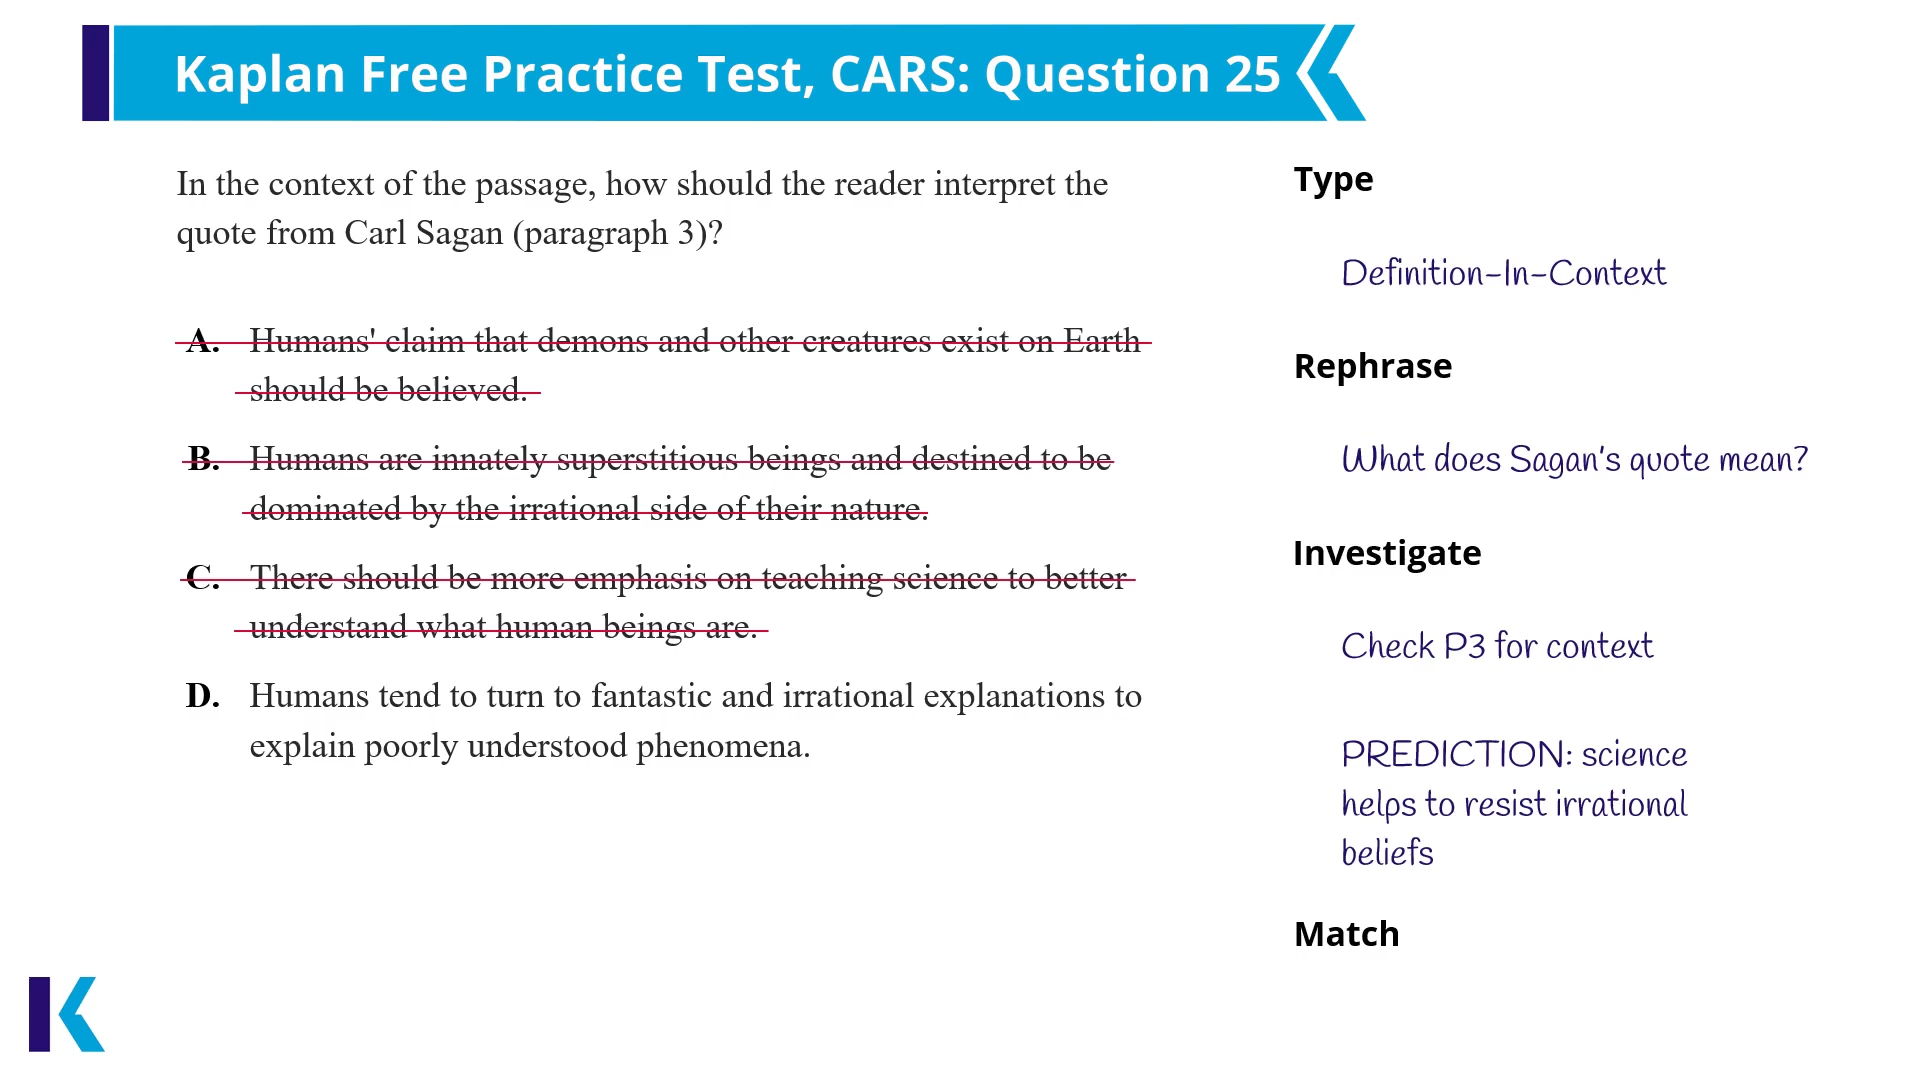 Kaplan Free Practice Test, CARS: Question 25
In the context of the passage, how should the reader interpret the
quote from Carl Sagan (paragraph 3)?
A. Humans' claim that demons and other creatures exist on Earth
should be believed.
B. Humans are innately superstitious beings and destined to be
dominated by the irrational side of their nature.
C. There should be more emphasis on teaching science to better
understand what human beings are.
D. Humans tend to turn to fantastic and irrational explanations to
explain poorly understood phenomena.
Type
Definition-In-Context
Rephrase
What does Sagan's quote mean?
Investigate
Check P3 for context
PREDICTION: science
helps to resist irrational
beliefs
Match
K